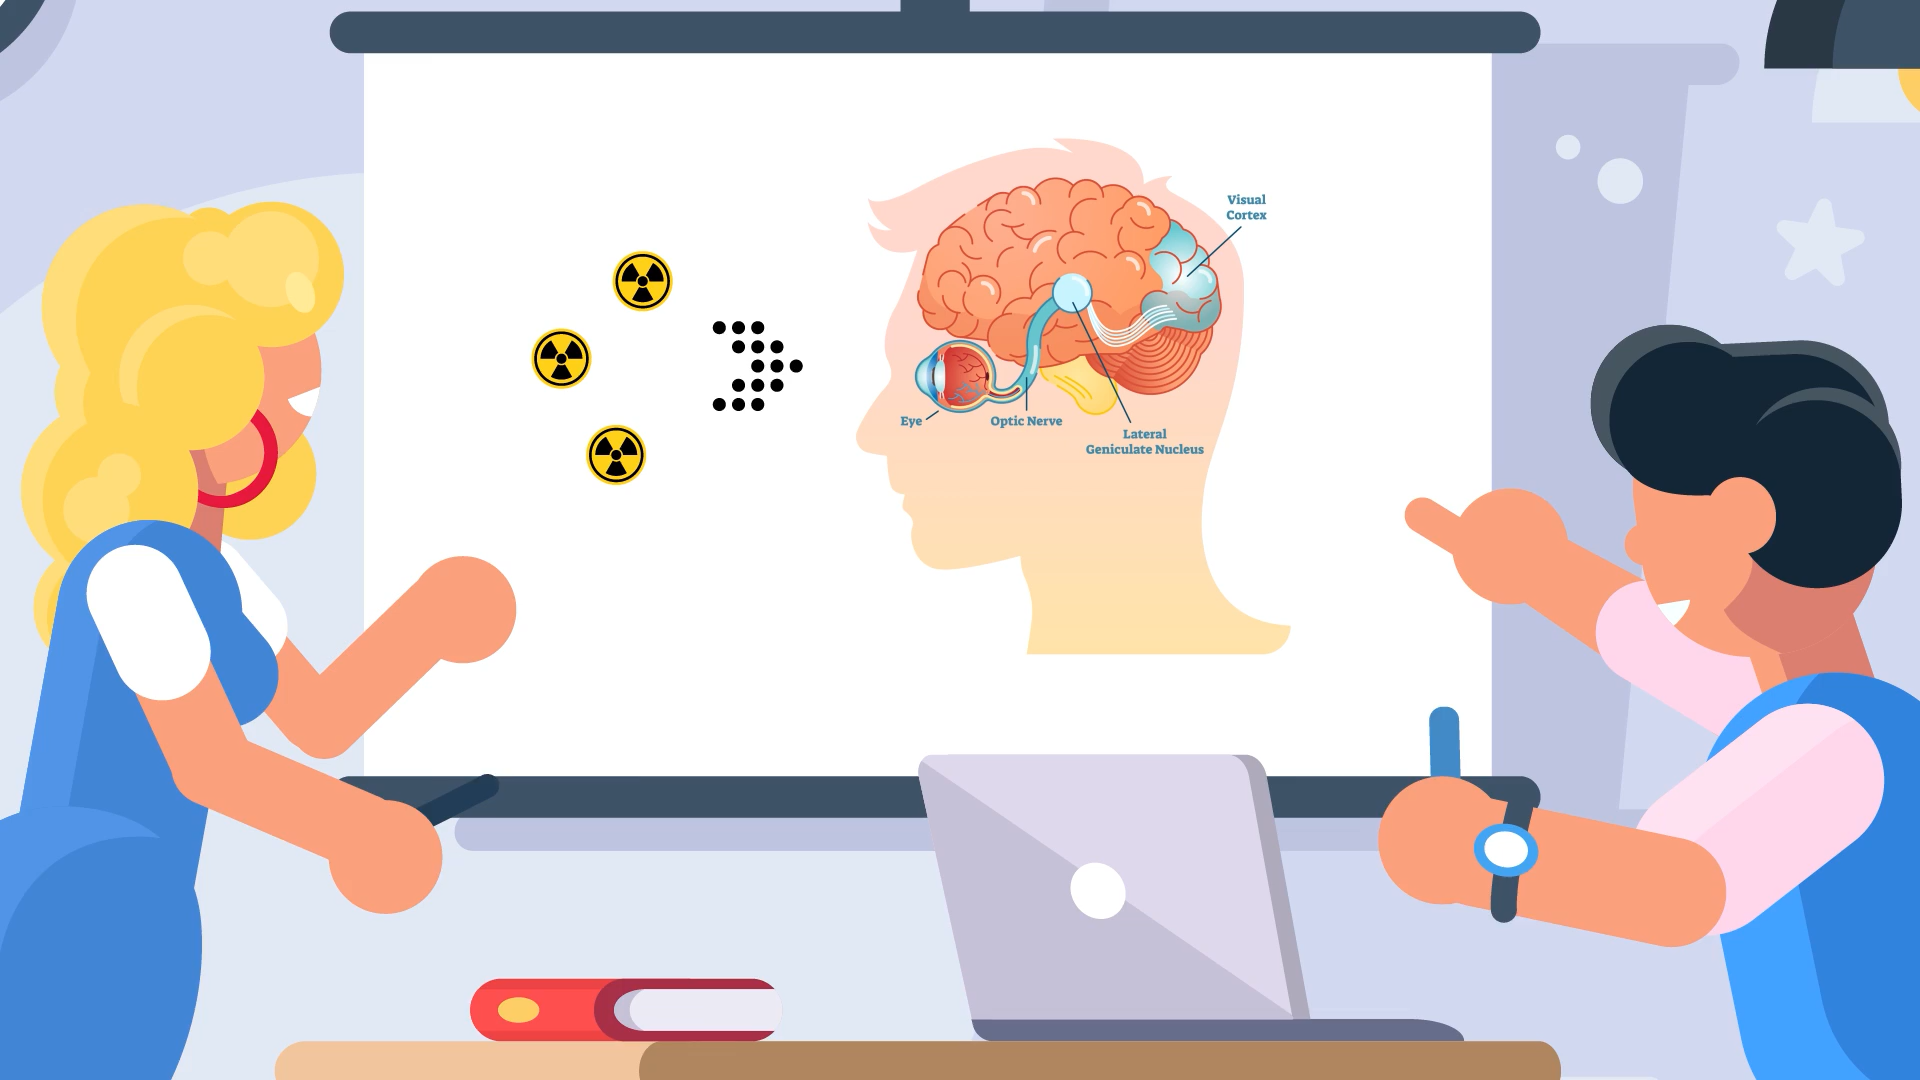 Visual
Cortex
Eye
Optic Nerve
Lateral
Geniculate Nucleus